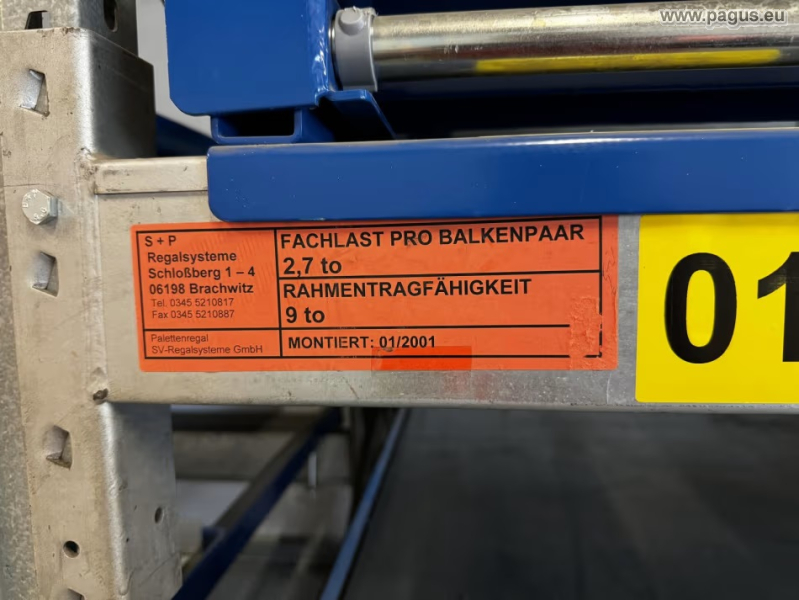 www.pagus.eu
S + P
Regalsysteme
Schloßberg 1 – 4
06198 Brachwitz
Tel. 0345 5210817
Fax 0345 5210887
Palettenregal
SV-Regalsysteme GmbH
FACHLAST PRO BALKENPAAR
2,7 to
RAHMENTRAGFÄHIGKEIT
9 to
MONTIERT: 01/2001
01